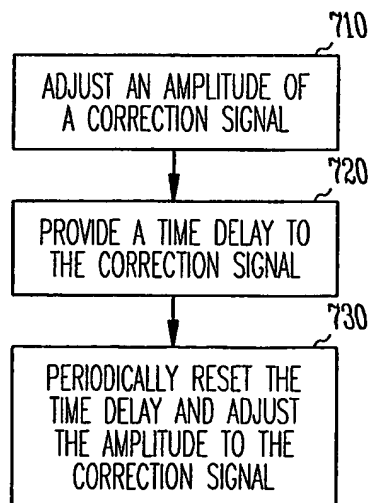 710
ADJUST AN AMPLITUDE OF
A CORRECTION SIGNAL
720
PROVIDE A TIME DELAY TO
THE CORRECTION SIGNAL
730
PERIODICALLY RESET THE
TIME DELAY AND ADJUST
THE AMPLITUDE TO THE
CORRECTION SIGNAL